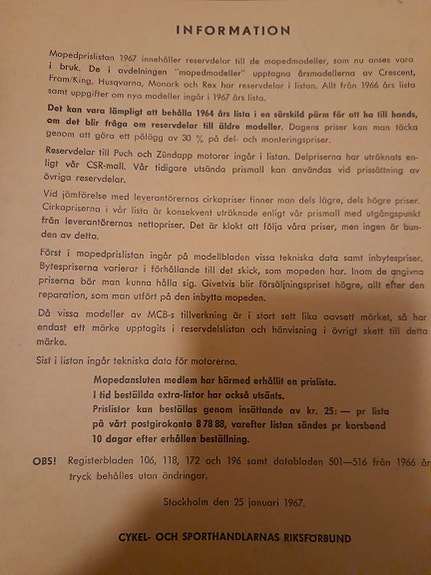 INFORMATION
Mopedprislistan 1967 innehåller reservdelar till de mopedmodeller, som nu anses vara
i bruk. De i avdelningen "mopedmodeller" upptagna årsmodellerna av Crescent,
Fram/King, Husqvarna, Monark och Rex har reservdelar i listan. Allt från 1966 års lista
samt uppgifter om nya modeller ingår i 1967 års lista.
Det kan vara lämpligt att behålla 1964 års lista i en särskild pärm för att ha till hands,
om det blir fråga om reservdelar till äldre modeller. Dagens priser kan man täcka
genom att göra ett pålägg av 30 % på del- och monteringspriser.
Reservdelar till Puch och Zündapp motorer ingår i listan. Delpriserna har uträknats en-
ligt vår CSR-mall. Vår tidigare utsända prismall kan användas vid prissättning av
övriga reservdelar.
Vid jämförelse med leverantörernas cirkapriser finner man dels lägre, dels högre priser.
Cirkapriserna i vår lista är konsekvent uträknade enligt vår prismall med utgångspunkt
från leverantörernas nettopriser. Det är klokt att följa våra priser, men ingen är bun-
den av detta.
Först i mopedprislistan ingår på modellbladen vissa tekniska data samt inbytespriser.
Bytespriserna varierar i förhållande till det skick, som mopeden har. Inom de angivna
priserna bör man kunna hålla sig. Givetvis blir försäljningspriset högre, allt efter den
reparation, som man utfört på den inbytta mopeden.
Då vissa modeller av MCB-s tillverkning är i stort sett lika oavsett märket, så har
endast ett märke upptagits i reservdelslistan och hänvisning i övrigt skett till detta
märke.
Sist i listan ingår tekniska data för motorerna.
Mopedansluten medlem har härmed erhållit en prislista.
I tid beställda extra-listor har också utsänts.
Prislistor kan beställas genom insättande av kr. 25:— pr lista
på vårt postgirokonto 8 78 88, varefter listan sändes pr korsband
10 dagar efter erhållen beställning.
OBS! Registerbladen 106, 118, 172 och 196 samt databladen 501—516 från 1966 års
tryck behålles utan ändringar.
Stockholm den 25 januari 1967.
CYKEL- OCH SPORTHANDLARNAS RIKSFÖRBUND